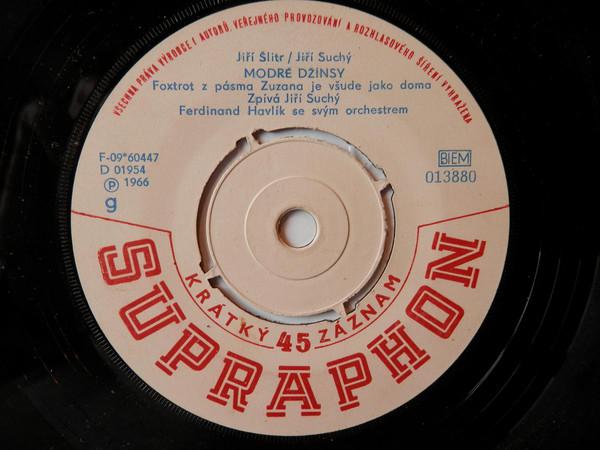 VŠECHNA PRÁVA VÝROBCE I AUTORŮ, VEŘEJNÉHO PROVOZOVÁNÍ A ROZHLASOVÉHO ŠÍŘENÍ VYHRAZENA
Jiří Šlitr / Jiří Suchý
MODRÉ DŽÍNSY
Foxtrot z pásma Zuzana je všude jako doma
Zpívá Jiří Suchý
Ferdinand Havlík se svým orchestrem
F-09*60447
D 01954
Ⓟ 1966
g
BIEM
013880
KRÁTKÝ 45 ZÁZNAM
SUPRAPHON